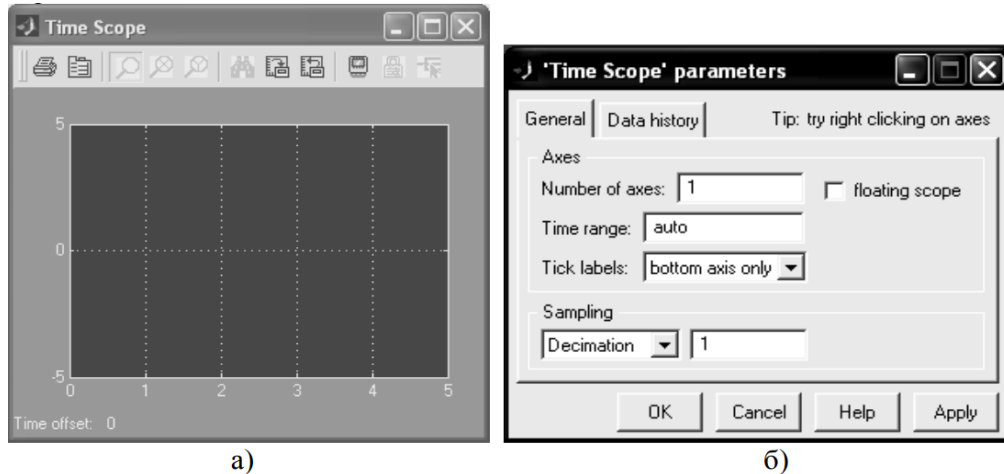 Time Scope
5
0
-5
0 1 2 3 4 5
Time offset: 0
а)
'Time Scope' parameters
General Data history Tip: try right clicking on axes
Axes
Number of axes: 1 floating scope
Time range: auto
Tick labels: bottom axis only
Sampling
Decimation 1
OK Cancel Help Apply
б)